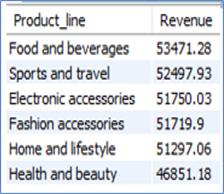 Product_line Revenue
Food and beverages 53471.28
Sports and travel 52497.93
Electronic accessories 51750.03
Fashion accessories 51719.9
Home and lifestyle 51297.06
Health and beauty 46851.18